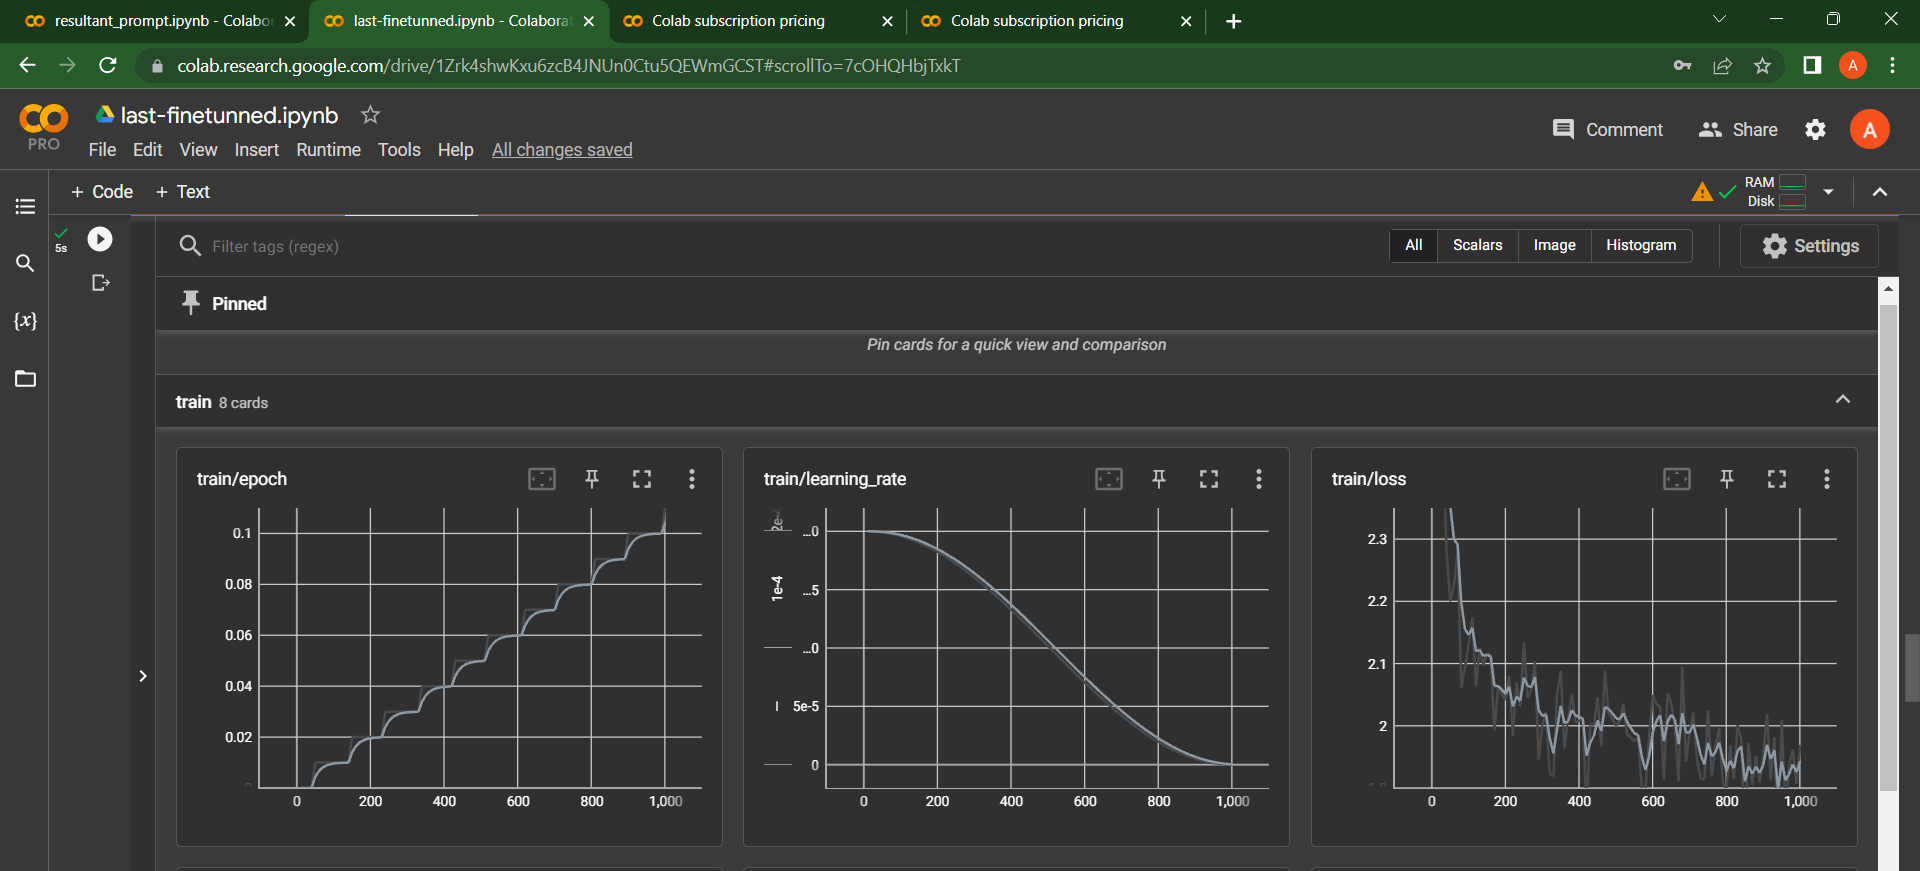 resultant_prompt.ipynb - Colabor
last-finetunned.ipynb - Colaborat
Colab subscription pricing
Colab subscription pricing
colab.research.google.com/drive/1Zrk4shwKxu6zcB4JNUn0Ctu5QEWmGCST#scrollTo=7cOHQHbjTxkT
A
PRO
last-finetunned.ipynb
File Edit View Insert Runtime Tools Help All changes saved
Comment
Share
A
+ Code + Text
RAM
Disk
5s
{x}
Filter tags (regex)
All Scalars Image Histogram
Settings
Pinned
Pin cards for a quick view and comparison
train 8 cards
train/epoch
0.1
0.08
0.06
0.04
0.02
0 200 400 600 800 1,000
train/learning_rate
2e-
...0
1e-4
...5
...0
5e-5
0
0 200 400 600 800 1,000
train/loss
2.3
2.2
2.1
2
0 200 400 600 800 1,000